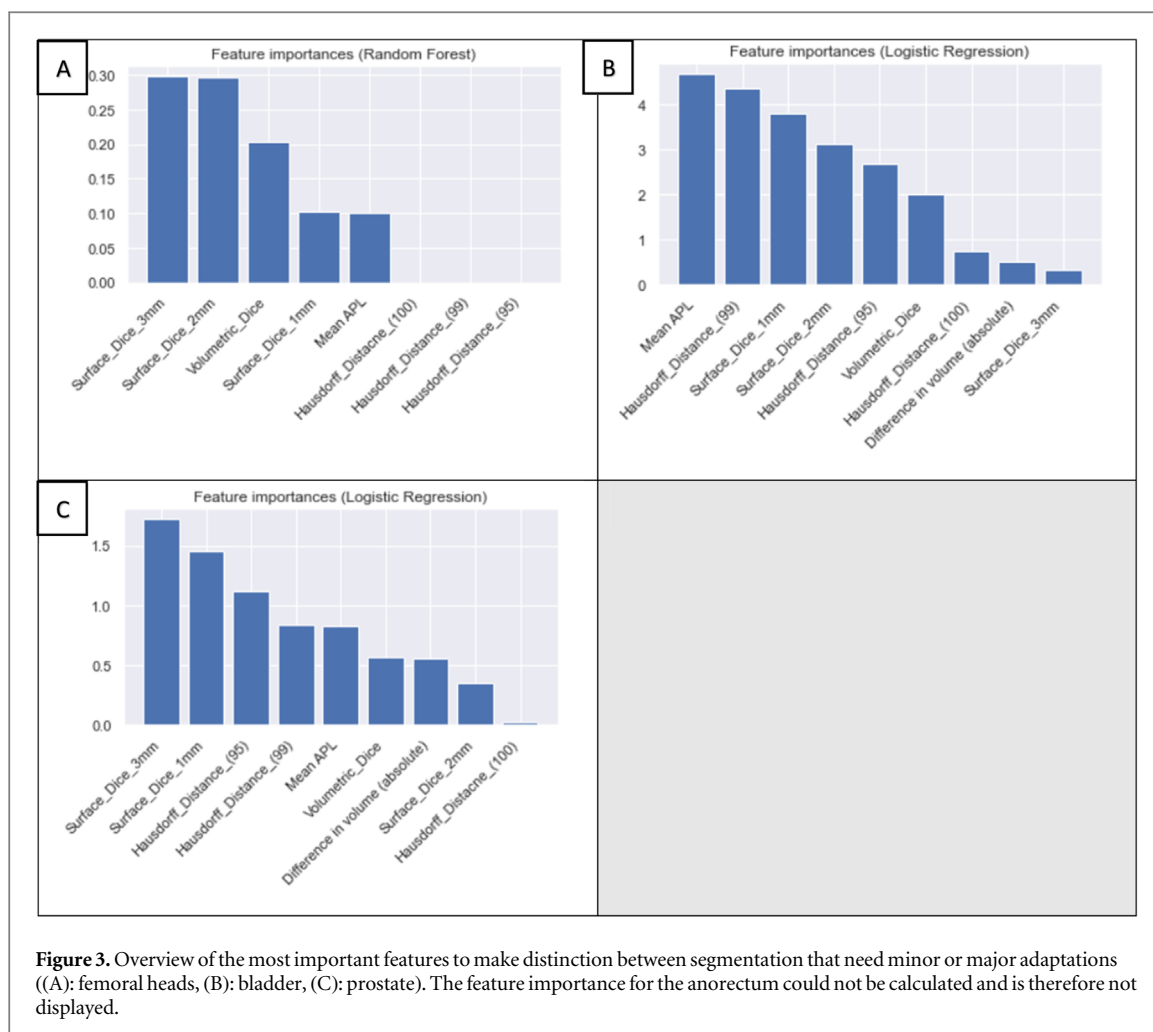 A
Feature importances (Random Forest)
0.30
0.25
0.20
0.15
0.10
0.05
0.00
Surface_Dice_3mm
Surface_Dice_2mm
Volumetric_Dice
Surface_Dice_1mm
Mean APL
Hausdorff_Distacne_(100)
Hausdorff_Distance_(99)
Hausdorff_Distance_(95)
B
Feature importances (Logistic Regression)
4
3
2
1
0
Mean APL
Hausdorff_Distance_(99)
Surface_Dice_1mm
Surface_Dice_2mm
Hausdorff_Distance_(95)
Volumetric_Dice
Hausdorff_Distacne_(100)
Difference in volume (absolute)
Surface_Dice_3mm
C
Feature importances (Logistic Regression)
1.5
1.0
0.5
0.0
Surface_Dice_3mm
Surface_Dice_1mm
Hausdorff_Distance_(95)
Hausdorff_Distance_(99)
Mean APL
Volumetric_Dice
Difference in volume (absolute)
Surface_Dice_2mm
Hausdorff_Distacne_(100)
Figure 3. Overview of the most important features to make distinction between segmentation that need minor or major adaptations
((A): femoral heads, (B): bladder, (C): prostate). The feature importance for the anorectum could not be calculated and is therefore not
displayed.